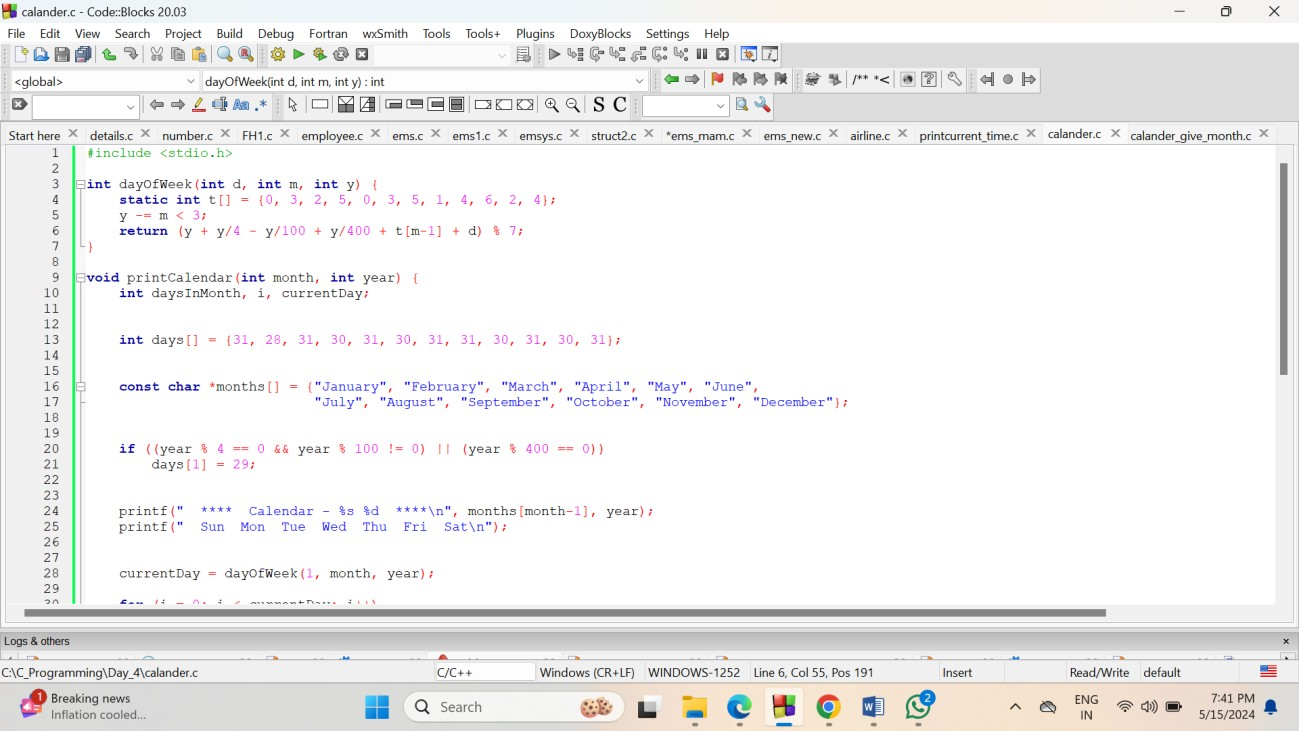 calander.c - Code::Blocks 20.03
File Edit View Search Project Build Debug Fortran wxSmith Tools Tools+ Plugins DoxyBlocks Settings Help
<global> dayOfWeek(int d, int m, int y) : int
/** *<
Aa .* S C
Start here details.c number.c FH1.c employee.c ems.c ems1.c emsys.c struct2.c *ems_mam.c ems_new.c airline.c printcurrent_time.c calander.c calander_give_month.c
1 #include <stdio.h>
2
3 int dayOfWeek(int d, int m, int y) {
4 static int t[] = {0, 3, 2, 5, 0, 3, 5, 1, 4, 6, 2, 4};
5 y -= m < 3;
6 return (y + y/4 - y/100 + y/400 + t[m-1] + d) % 7;
7 }
8
9 void printCalendar(int month, int year) {
10 int daysInMonth, i, currentDay;
11
12
13 int days[] = {31, 28, 31, 30, 31, 30, 31, 31, 30, 31, 30, 31};
14
15
16 const char *months[] = {"January", "February", "March", "April", "May", "June",
17 "July", "August", "September", "October", "November", "December"};
18
19
20 if ((year % 4 == 0 && year % 100 != 0) || (year % 400 == 0))
21 days[1] = 29;
22
23
24 printf(" **** Calendar - %s %d ****\n", months[month-1], year);
25 printf(" Sun Mon Tue Wed Thu Fri Sat\n");
26
27
28 currentDay = dayOfWeek(1, month, year);
29
30 for (i = 0; i < currentDay; i++)
Logs & others
C:\C_Programming\Day_4\calander.c C/C++ Windows (CR+LF) WINDOWS-1252 Line 6, Col 55, Pos 191 Insert Read/Write default
1 Breaking news
Inflation cooled...
Search
2
ENG
IN
7:41 PM
5/15/2024